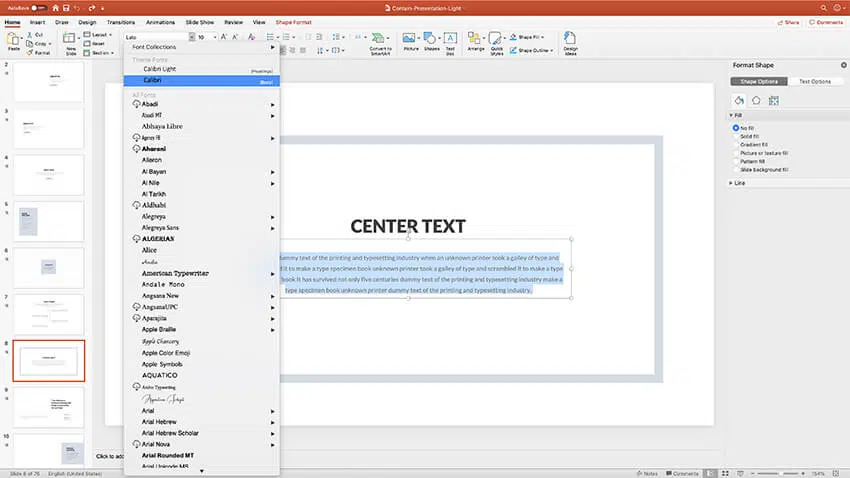 AutoSave OFF
Contain-Presentation-Light
Home Insert Draw Design Transitions Animations Slide Show Review View Shape Format
Share Comments
Paste Cut Copy Format New Slide Layout Reset Section
Lato 10
Convert to SmartArt Picture Shapes Text Box Arrange Quick Styles Shape Fill Shape Outline Design Ideas
Font Collections
Theme Fonts
Calibri Light (Headings)
Calibri (Body)
All Fonts
Abadi
Abadi MT
Abhaya Libre
Agency FB
Aharoni
Aileron
Al Bayan
Al Nile
Al Tarikh
Aldhabi
Alegreya
Alegreya Sans
ALGERIAN
Alice
American Typewriter
Andale Mono
Angsana New
AngsanaUPC
Aparajita
Apple Braille
Apple Chancery
Apple Color Emoji
Apple Symbols
AQUATICO
Arial
Arial Hebrew
Arial Hebrew Scholar
Arial Nova
Arial Rounded MT
Arial Unicode MS
2
3
4
5
6
7
8
9
10
CENTER TEXT
dummy text of the printing and typesetting industry when an unknown printer took a galley of type and
it to make a type specimen book unknown printer took a galley of type and scrambled it to make a type
book It has survived not only five centuries dummy text of the printing and typesetting industry make a
type specimen book unknown printer dummy text of the printing and typesetting industry.
Format Shape
Shape Options Text Options
Fill
No fill
Solid fill
Gradient fill
Picture or texture fill
Pattern fill
Slide background fill
Line
Click to add
Slide 8 of 75 English (United States)
Notes Comments 154%